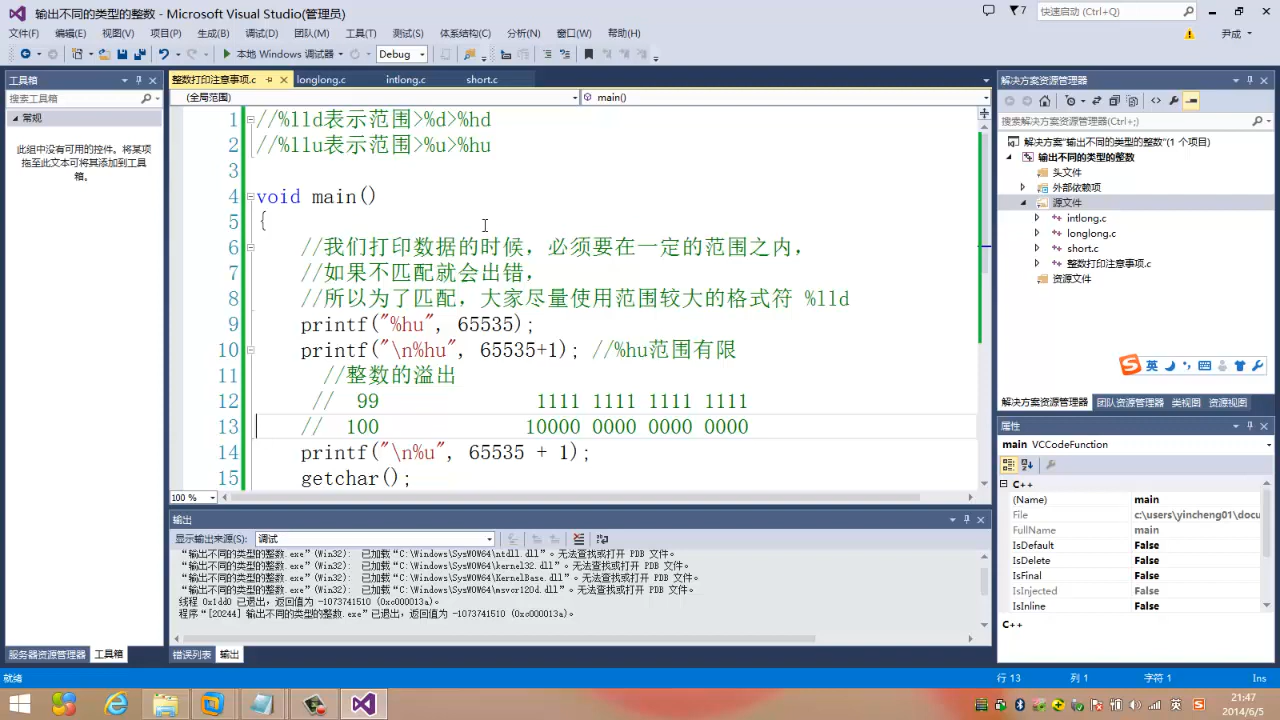 输出不同的类型的整数 - Microsoft Visual Studio(管理员)
7
快速启动 (Ctrl+Q)
文件(F) 编辑(E) 视图(V) 项目(P) 生成(B) 调试(D) 团队(M) 工具(T) 测试(S) 体系结构(C) 分析(N) 窗口(W) 帮助(H)
尹成
本地 Windows 调试器 Debug
工具箱
搜索工具箱
常规
此组中没有可用的控件。将某项
拖至此文本可将其添加到工具
箱。
服务器资源管理器 工具箱
整数打印注意事项.c longlong.c intlong.c short.c
(全局范围) main()
1 //%lld表示范围>%d>%hd
2 //%llu表示范围>%u>%hu
3
4 void main()
5 {
6 //我们打印数据的时候，必须要在一定的范围之内，
7 //如果不匹配就会出错，
8 //所以为了匹配，大家尽量使用范围较大的格式符 %lld
9 printf("%hu", 65535);
10 printf("\n%hu", 65535+1); //%hu范围有限
11 //整数的溢出
12 // 99 1111 1111 1111 1111
13 // 100 10000 0000 0000 0000
14 printf("\n%u", 65535 + 1);
15 getchar();
100 %
输出
显示输出来源(S): 调试
“输出不同的类型的整数.exe”(Win32): 已加载“C:\Windows\SysWOW64\ntdll.dll”。无法查找或打开 PDB 文件。
“输出不同的类型的整数.exe”(Win32): 已加载“C:\Windows\SysWOW64\kernel32.dll”。无法查找或打开 PDB 文件。
“输出不同的类型的整数.exe”(Win32): 已加载“C:\Windows\SysWOW64\KernelBase.dll”。无法查找或打开 PDB 文件。
“输出不同的类型的整数.exe”(Win32): 已加载“C:\Windows\SysWOW64\msvcr120d.dll”。无法查找或打开 PDB 文件。
线程 0x1dd0 已退出，返回值为 -1073741510 (0xc000013a)。
程序“[20244] 输出不同的类型的整数.exe”已退出，返回值为 -1073741510 (0xc000013a)。
错误列表 输出
解决方案资源管理器
搜索解决方案资源管理器(Ctrl+;)
解决方案"输出不同的类型的整数"(1 个项目)
输出不同的类型的整数
头文件
外部依赖项
源文件
intlong.c
longlong.c
short.c
整数打印注意事项.c
资源文件
英
解决方案资源管理器 团队资源管理器 类视图 资源视图
属性
main VCCodeFunction
C++
(Name) main
File c:\users\yincheng01\docu
FullName main
IsDefault False
IsDelete False
IsFinal False
IsInjected False
IsInline False
C++
就绪 行 13 列 1 字符 1 Ins
英
21:47
2014/6/5